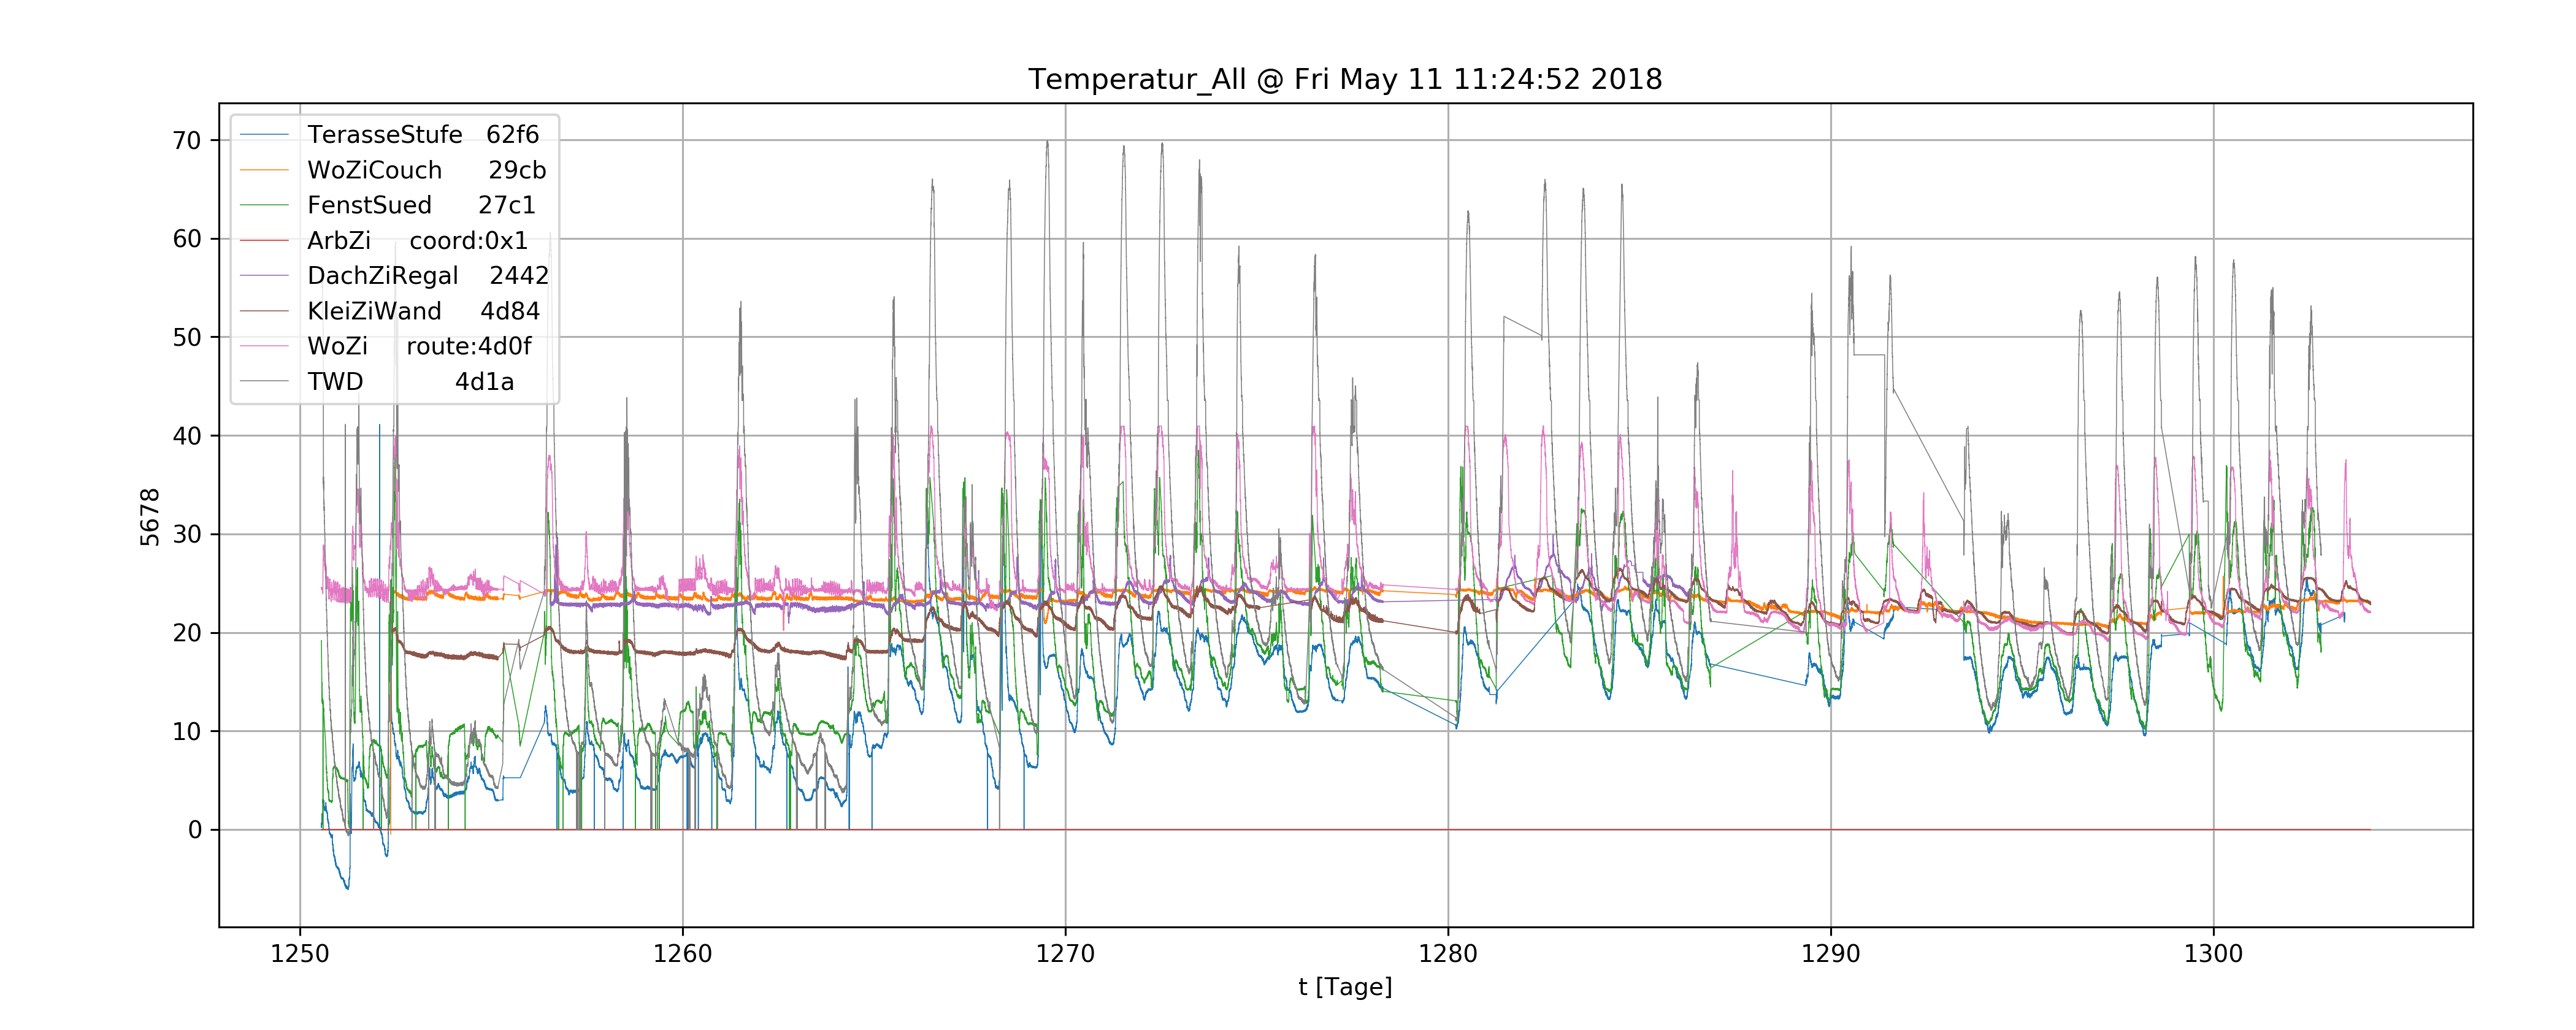 Temperatur_All @ Fri May 11 11:24:52 2018
70
60
50
40
30
20
10
0
5678
TerasseStufe 62f6
WoZiCouch 29cb
FenstSued 27c1
ArbZi coord:0x1
DachZiRegal 2442
KleiZiWand 4d84
WoZi route:4d0f
TWD 4d1a
1250 1260 1270 1280 1290 1300
t [Tage]